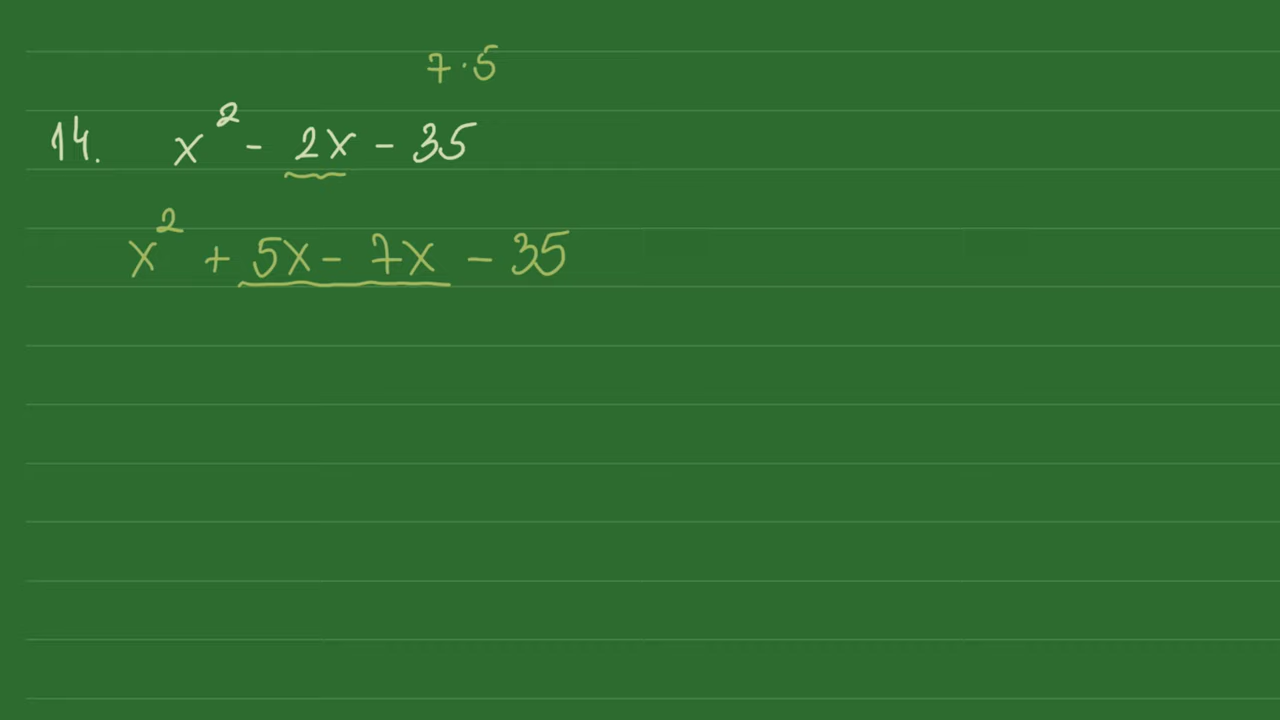 7·5
14. x² - 2x - 35
x² + 5x - 7x - 35